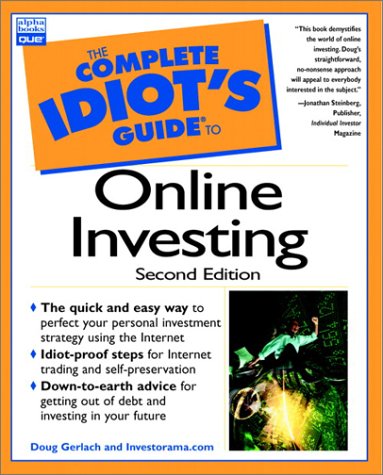 alpha
books
QUE®
THE
COMPLETE
IDIOT'S
GUIDE® TO
"This book demystifies
the world of online
investing. Doug's
straightforward,
no-nonsense approach
will appeal to everybody
interested in the subject."
—Jonathan Steinberg,
Publisher,
Individual Investor
Magazine
Online
Investing
Second Edition
♦ The quick and easy way to
perfect your personal investment
strategy using the Internet
♦ Idiot-proof steps for Internet
trading and self-preservation
♦ Down-to-earth advice for
getting out of debt and
investing in your future
Doug Gerlach and Investorama.com